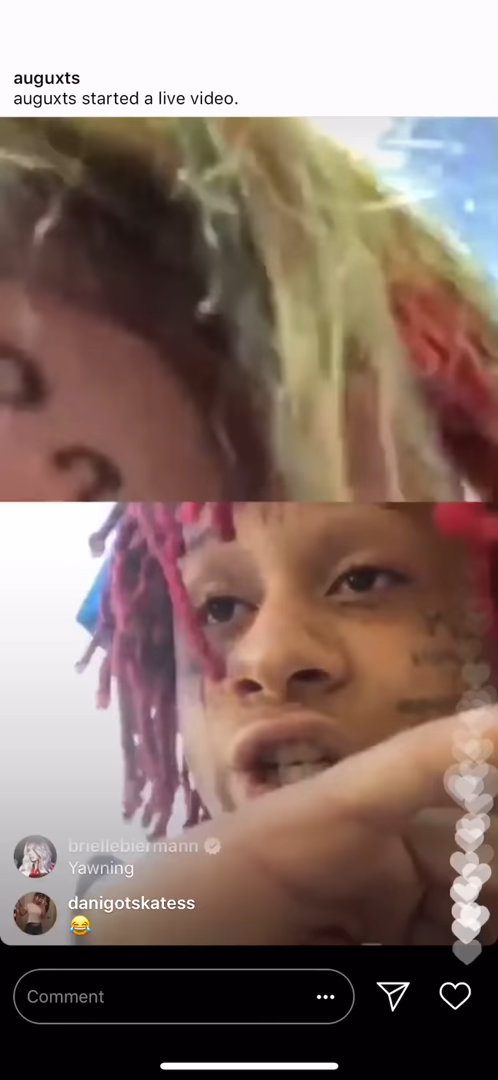 auguxts
auguxts started a live video.
briellebiermann
Yawning
danigotskatess
😂
Comment